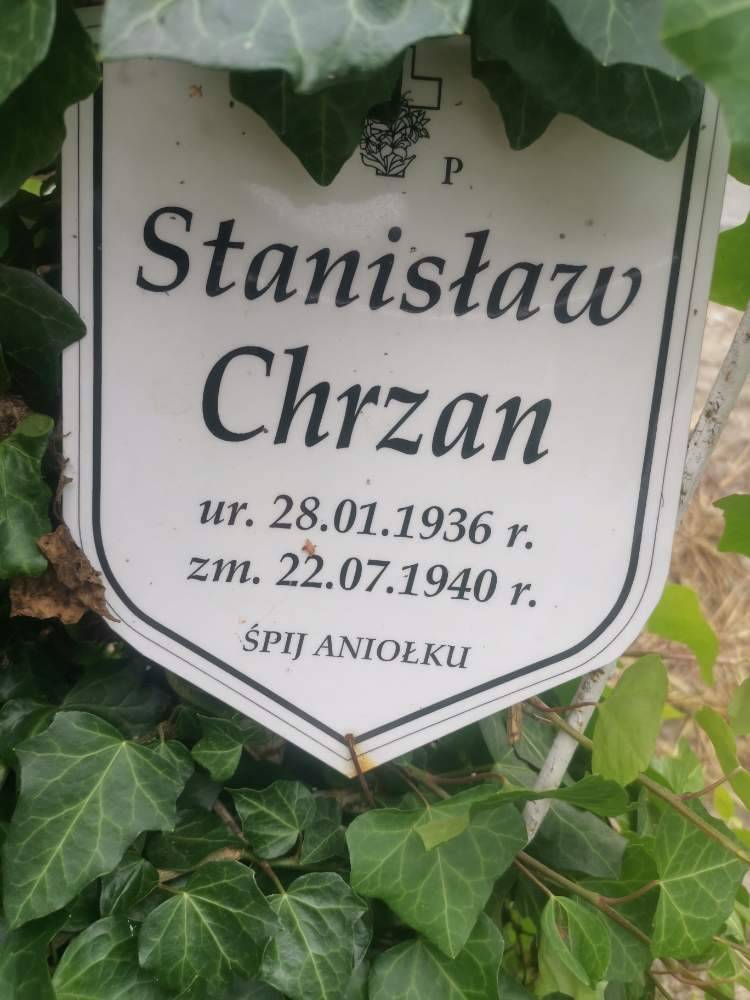 P
Stanisław
Chrzan
ur. 28.01.1936 r.
zm. 22.07.1940 r.
ŚPIJ ANIOŁKU